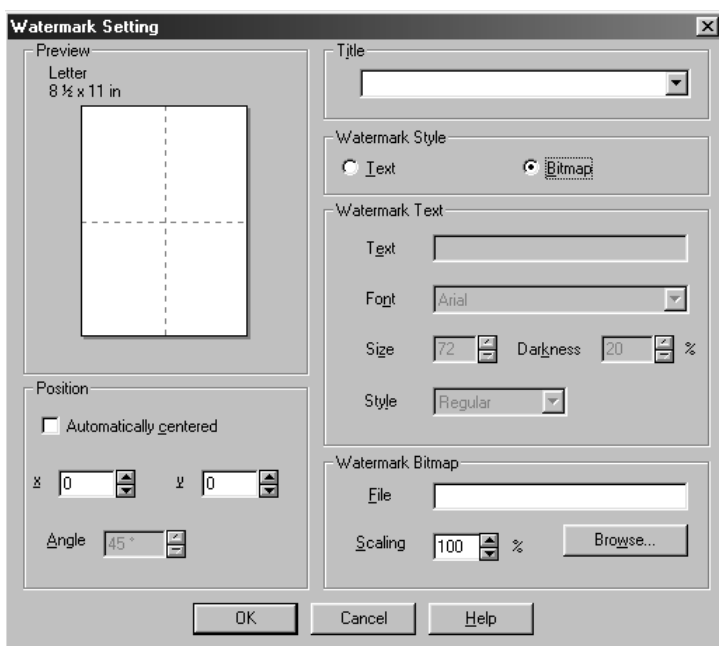 Watermark Setting
Preview
Letter
8 ½ x 11 in
Position
Automatically centered
x 0 y 0
Angle 45 °
Title
Watermark Style
Text Bitmap
Watermark Text
Text
Font Arial
Size 72 Darkness 20 %
Style Regular
Watermark Bitmap
File
Scaling 100 % Browse...
OK Cancel Help